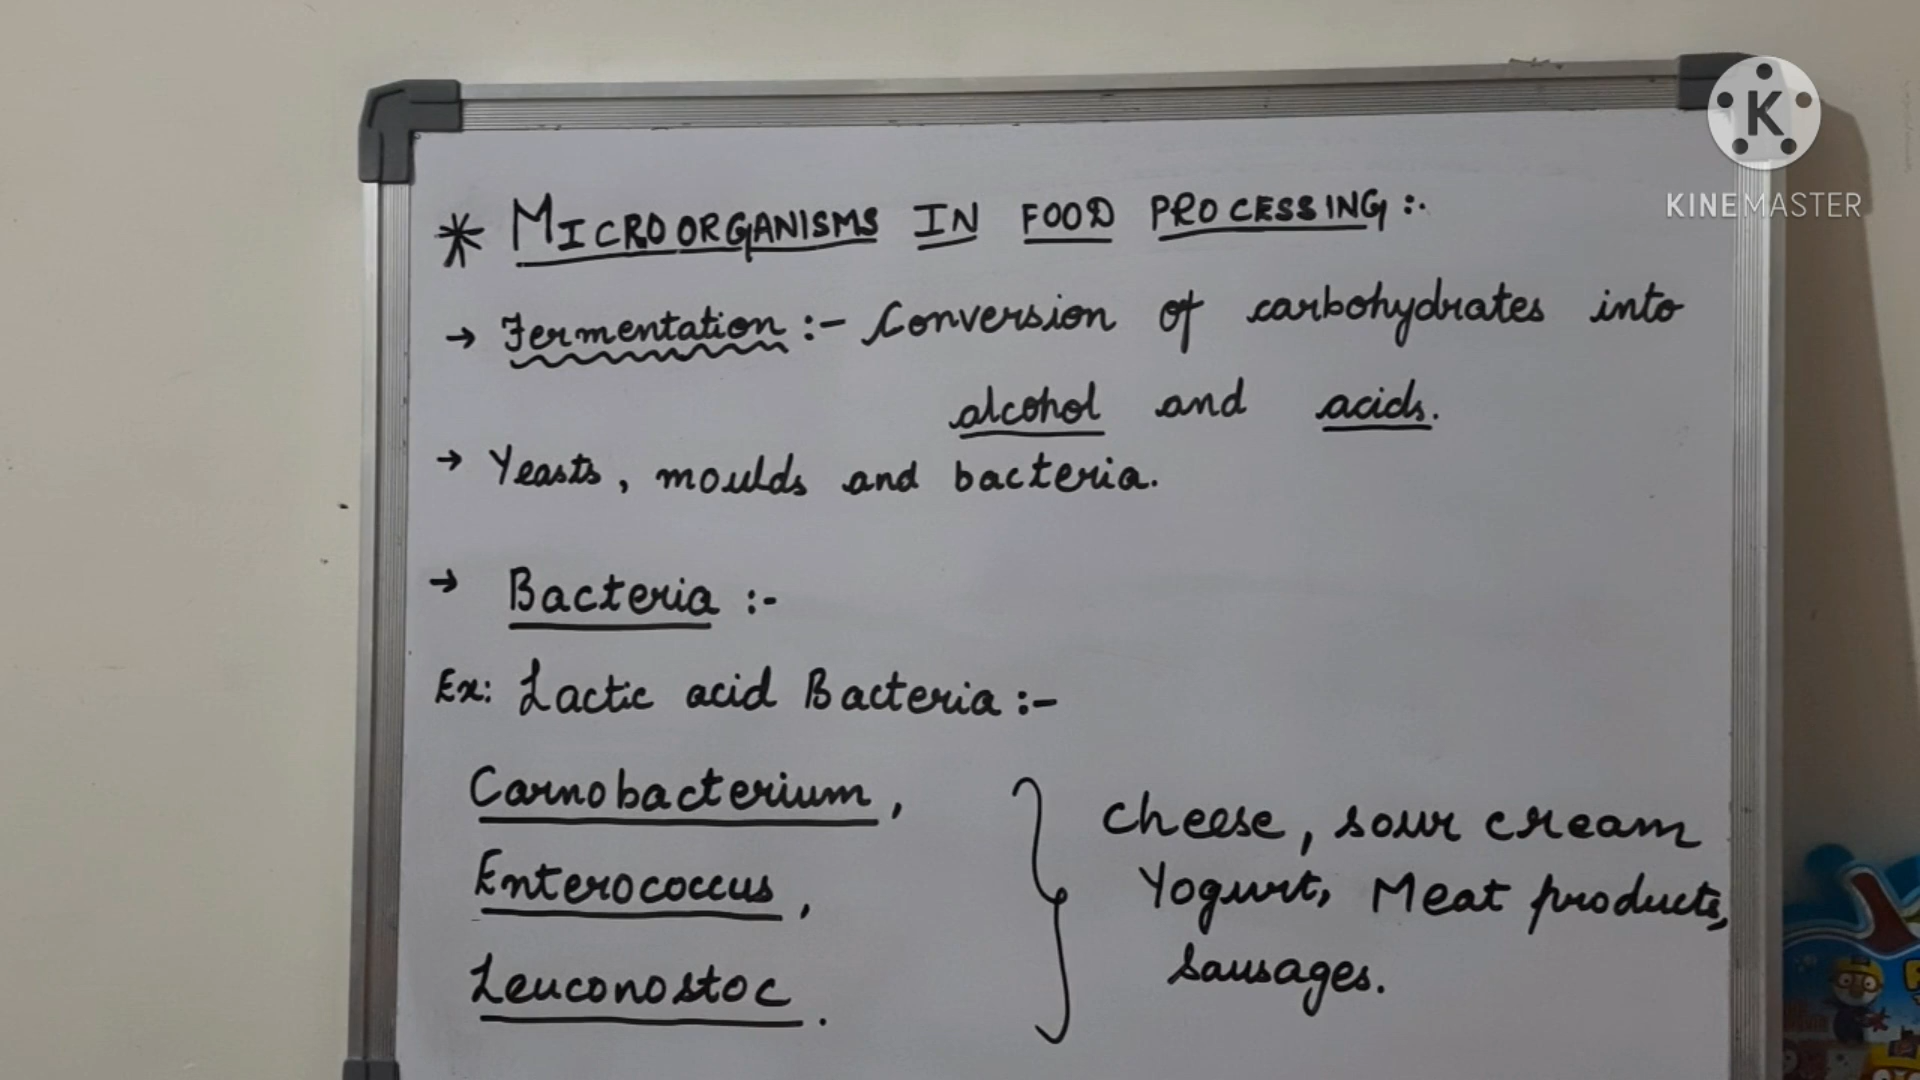 * MICROORGANISMS IN FOOD PROCESSING :-
→ Fermentation :- Conversion of carbohydrates into
alcohol and acids.
→ Yeasts, moulds and bacteria.
→ Bacteria :-
Ex: Lactic acid Bacteria :-
Carnobacterium,
Enterococcus,
Leuconostoc.
Cheese, sour cream
Yogurt, Meat products,
sausages.
K
KINEMASTER